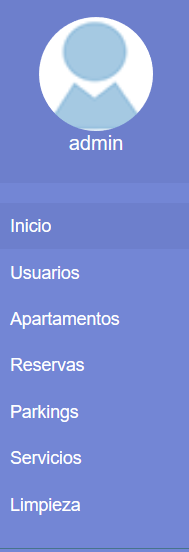 admin
Inicio
Usuarios
Apartamentos
Reservas
Parkings
Servicios
Limpieza